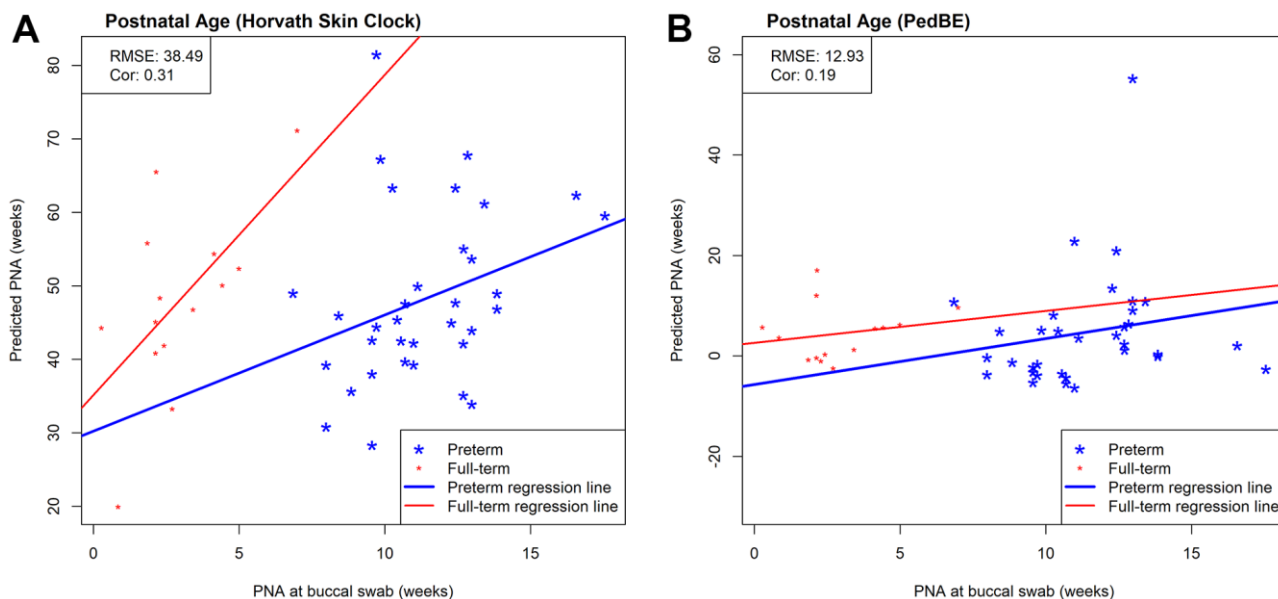 A
Postnatal Age (Horvath Skin Clock)
RMSE: 38.49
Cor: 0.31
Predicted PNA (weeks)
80
70
60
50
40
30
20
* Preterm
* Full-term
Preterm regression line
Full-term regression line
0 5 10 15
PNA at buccal swab (weeks)
B
Postnatal Age (PedBE)
RMSE: 12.93
Cor: 0.19
Predicted PNA (weeks)
60
40
20
0
-20
* Preterm
* Full-term
Preterm regression line
Full-term regression line
0 5 10 15
PNA at buccal swab (weeks)